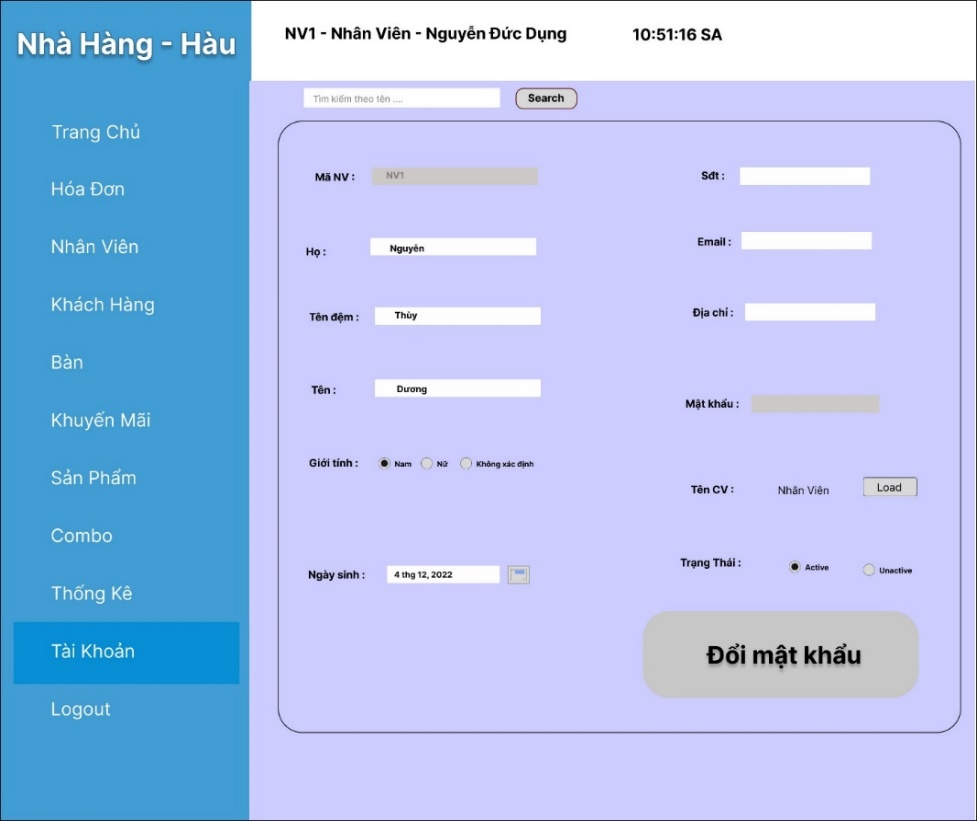 Nhà Hàng - Hàu
NV1 - Nhân Viên - Nguyễn Đức Dụng
10:51:16 SA
Tìm kiếm theo tên ....
Search
Trang Chủ
Hóa Đơn
Nhân Viên
Khách Hàng
Bàn
Khuyến Mãi
Sản Phẩm
Combo
Thống Kê
Tài Khoản
Logout
Mã NV : NV1
Họ : Nguyễn
Tên đệm : Thùy
Tên : Dương
Giới tính : Nam Nữ Không xác định
Ngày sinh : 4 thg 12, 2022
Sđt :
Email :
Địa chỉ :
Mật khẩu :
Tên CV : Nhân Viên Load
Trạng Thái : Active Unactive
Đổi mật khẩu